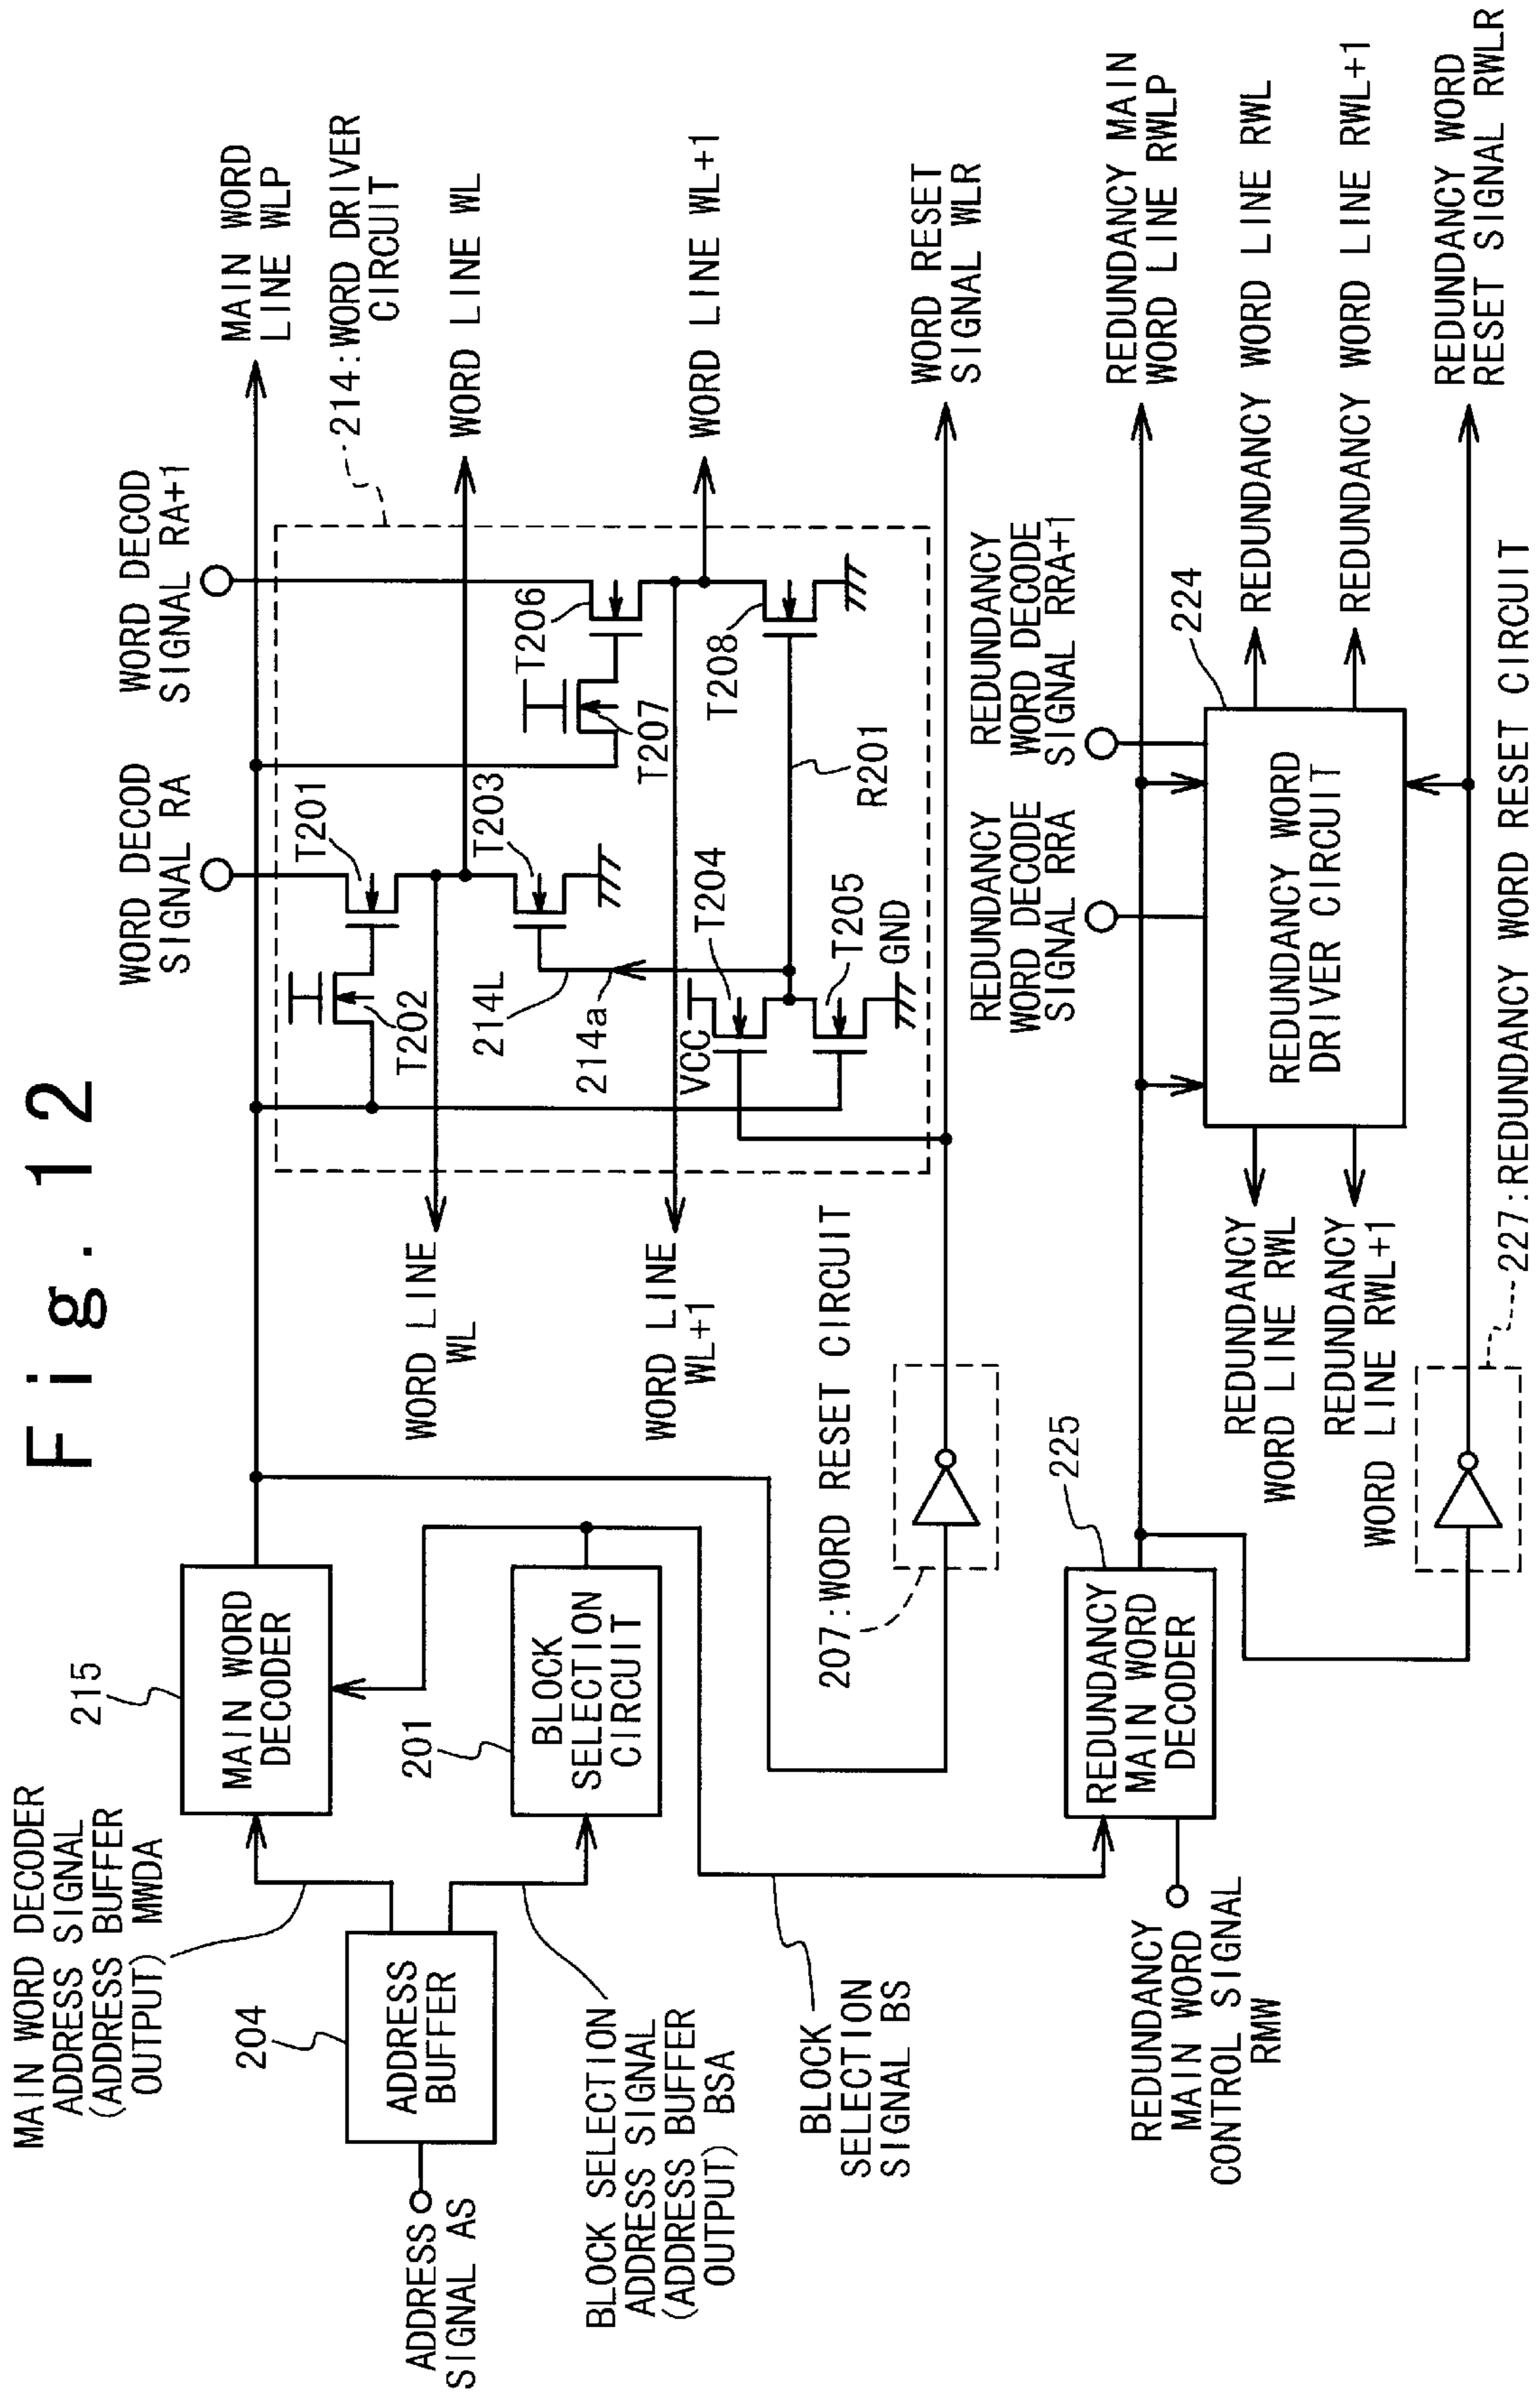 Fig. 12
MAIN WORD DECODER
ADDRESS SIGNAL
(ADDRESS BUFFER
OUTPUT) MWDA
215
MAIN WORD
DECODER
204
ADDRESS
BUFFER
ADDRESS
SIGNAL AS
201
BLOCK
SELECTION
CIRCUIT
BLOCK SELECTION
ADDRESS SIGNAL
(ADDRESS BUFFER
OUTPUT) BSA
BLOCK
SELECTION
SIGNAL BS
207:WORD RESET CIRCUIT
WORD DECOD
SIGNAL RA
WORD DECOD
SIGNAL RA+1
MAIN WORD
LINE WLP
214:WORD DRIVER
CIRCUIT
T201
T202
T203
T206
T207
T208
214L
214a
VCC
T204
T205
GND
R201
WORD LINE
WL
WORD LINE
WL+1
WORD LINE WL
WORD LINE WL+1
WORD RESET
SIGNAL WLR
REDUNDANCY
MAIN WORD
CONTROL SIGNAL
RMW
225
REDUNDANCY
MAIN WORD
DECODER
REDUNDANCY
WORD DECODE
SIGNAL RRA
REDUNDANCY
WORD DECODE
SIGNAL RRA+1
224
REDUNDANCY WORD
DRIVER CIRCUIT
REDUNDANCY
WORD LINE RWL
REDUNDANCY
WORD LINE RWL+1
REDUNDANCY MAIN
WORD LINE RWLP
REDUNDANCY WORD LINE RWL
REDUNDANCY WORD LINE RWL+1
REDUNDANCY WORD
RESET SIGNAL RWLR
227:REDUNDANCY WORD RESET CIRCUIT